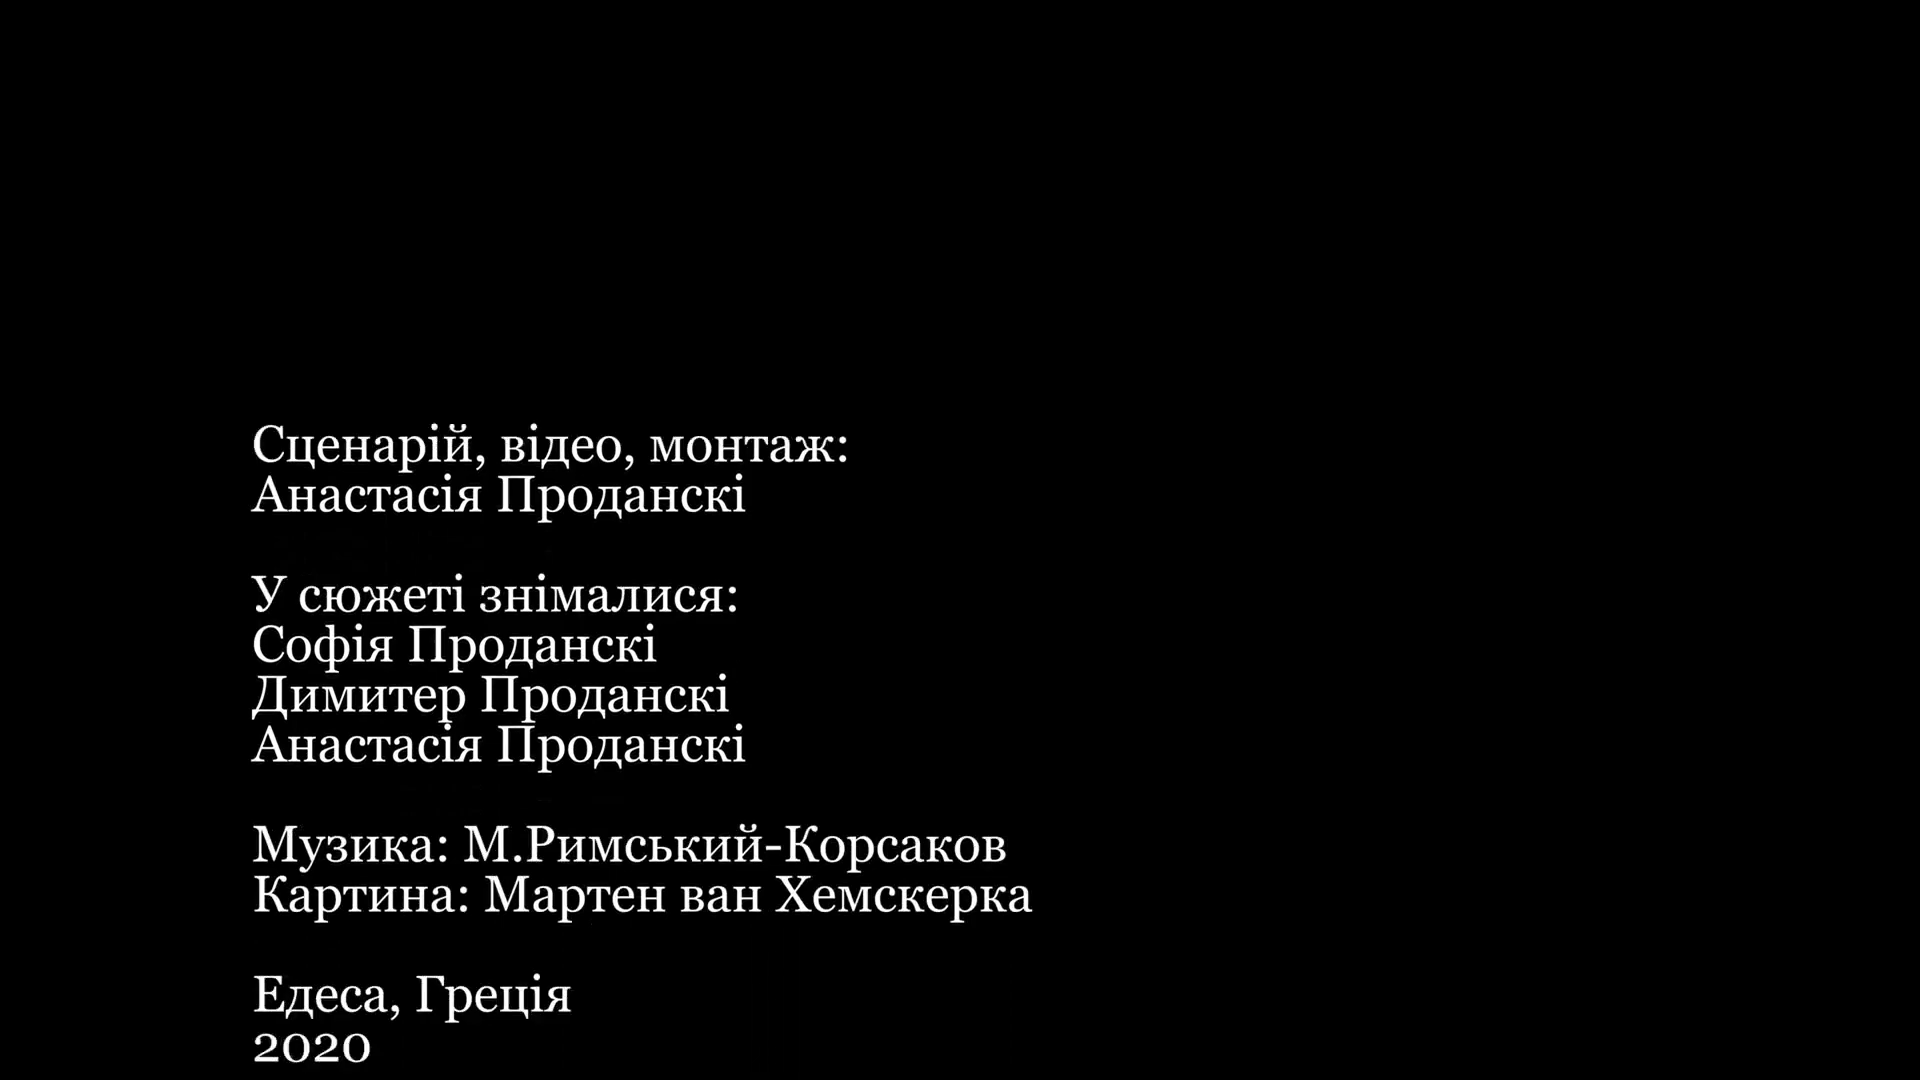 Сценарій, відео, монтаж:
Анастасія Проданскі
У сюжеті знімалися:
Софія Проданскі
Димитер Проданскі
Анастасія Проданскі
Музика: М.Римський-Корсаков
Картина: Мартен ван Хемскерка
Едеса, Греція
2020